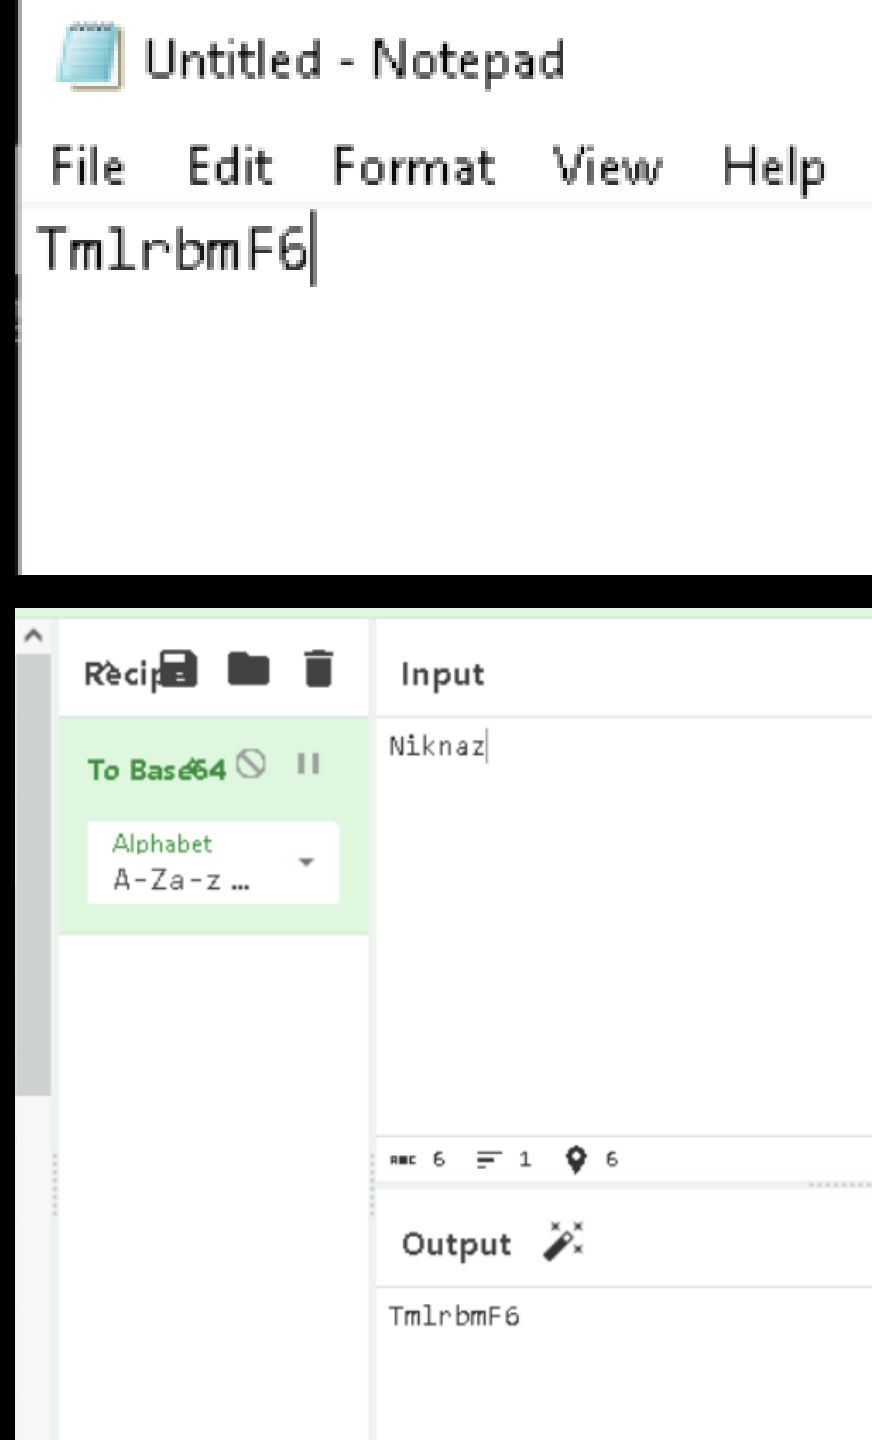 Untitled - Notepad
File Edit Format View Help
TmlrbmF6
Input
To Base64
Niknaz
Alphabet
A-Za-z ...
6 1 6
Output
TmlrbmF6